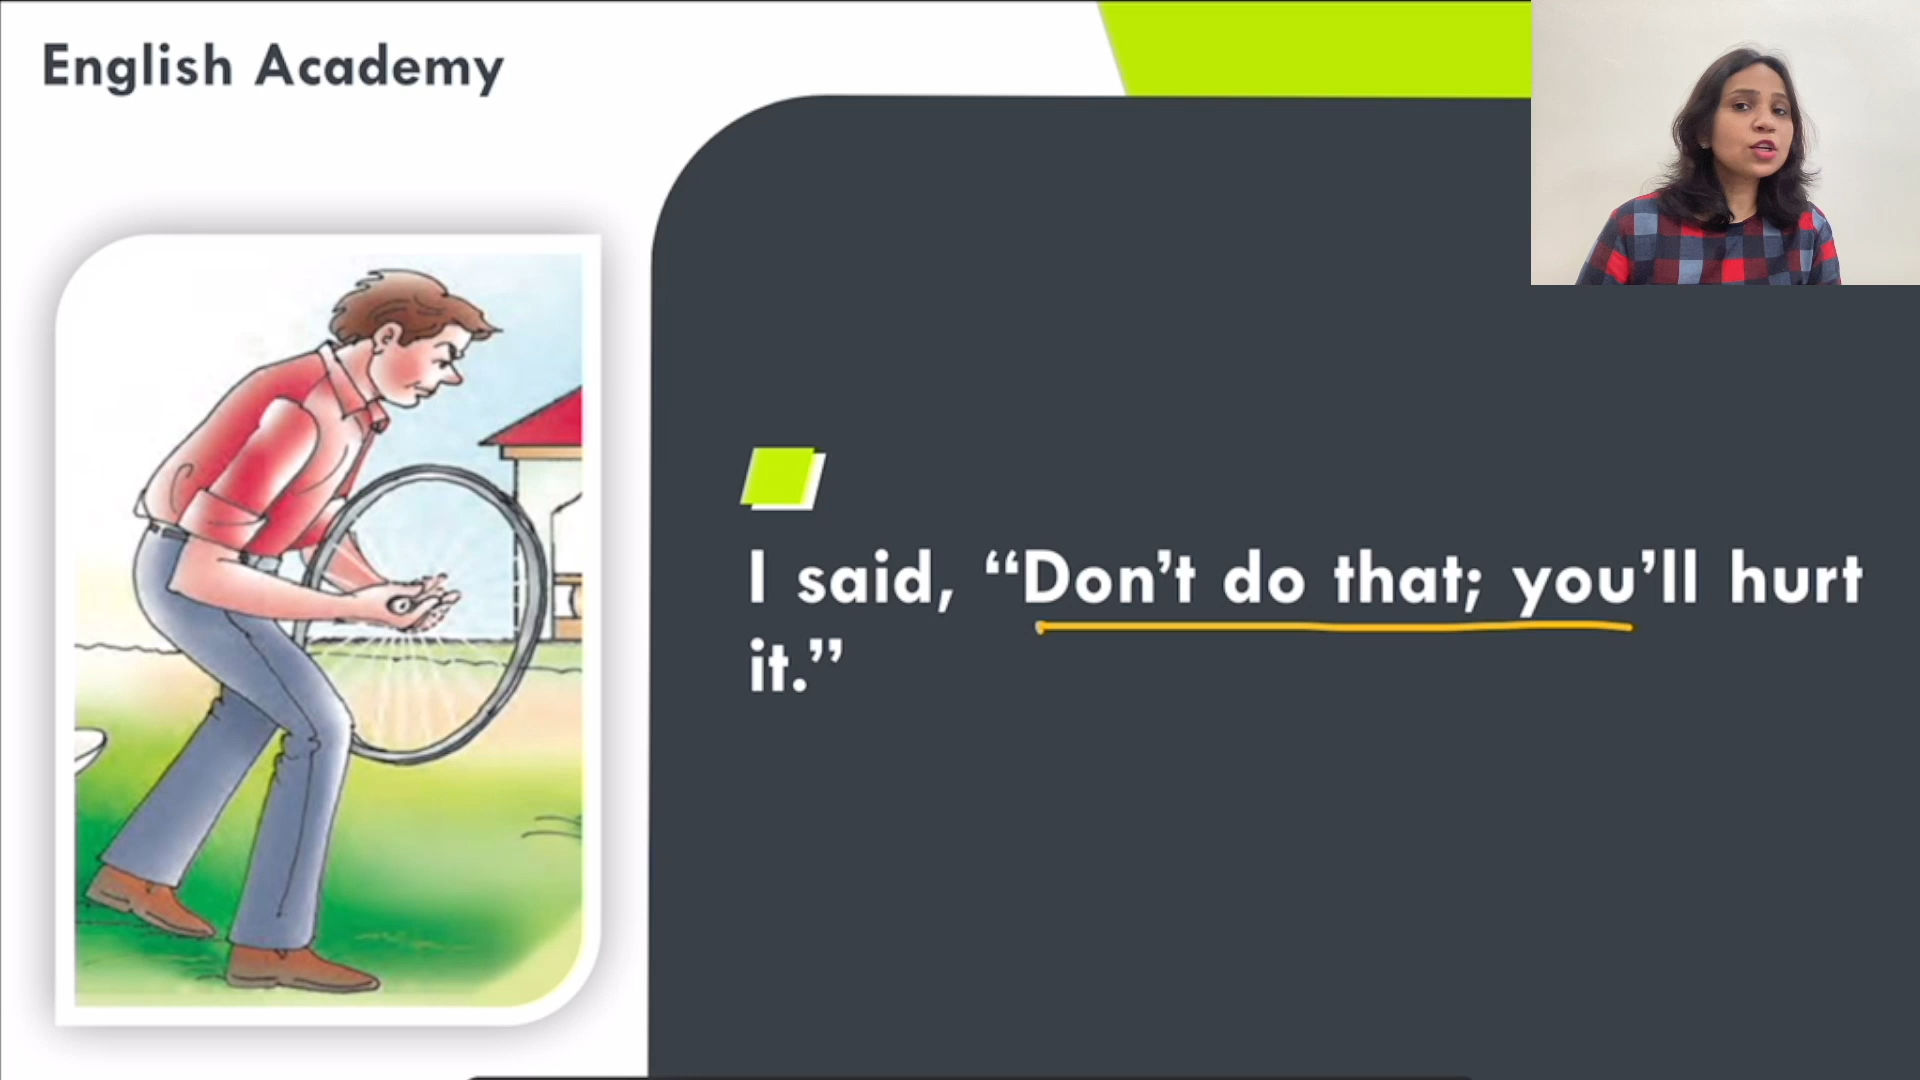 English Academy
I said, “Don’t do that; you’ll hurt
it.”